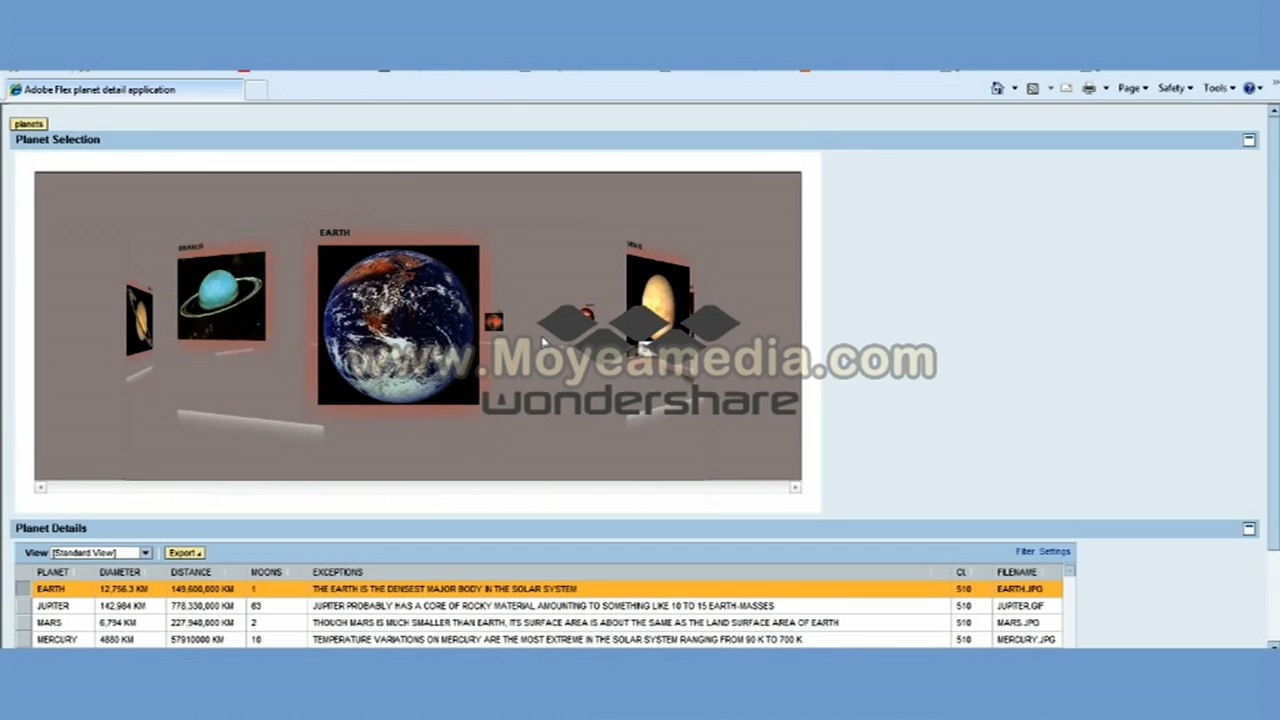 Adobe Flex planet detail application
Page Safety Tools
planets
Planet Selection
EARTH
URANUS
VENUS
www.Moyeamedia.com
wondershare
Planet Details
View [Standard View] Export Filter Settings
PLANET DIAMETER DISTANCE MOONS EXCEPTIONS CL FILENAME
EARTH 12,756.3 KM 149,600,000 KM 1 THE EARTH IS THE DENSEST MAJOR BODY IN THE SOLAR SYSTEM 510 EARTH.JPG
JUPITER 142,984 KM 778,330,000 KM 63 JUPITER PROBABLY HAS A CORE OF ROCKY MATERIAL AMOUNTING TO SOMETHING LIKE 10 TO 15 EARTH-MASSES 510 JUPITER.GIF
MARS 6,794 KM 227,940,000 KM 2 THOUGH MARS IS MUCH SMALLER THAN EARTH, ITS SURFACE AREA IS ABOUT THE SAME AS THE LAND SURFACE AREA OF EARTH 510 MARS.JPG
MERCURY 4880 KM 57910000 KM 10 TEMPERATURE VARIATIONS ON MERCURY ARE THE MOST EXTREME IN THE SOLAR SYSTEM RANGING FROM 90 K TO 700 K 510 MERCURY.JPG